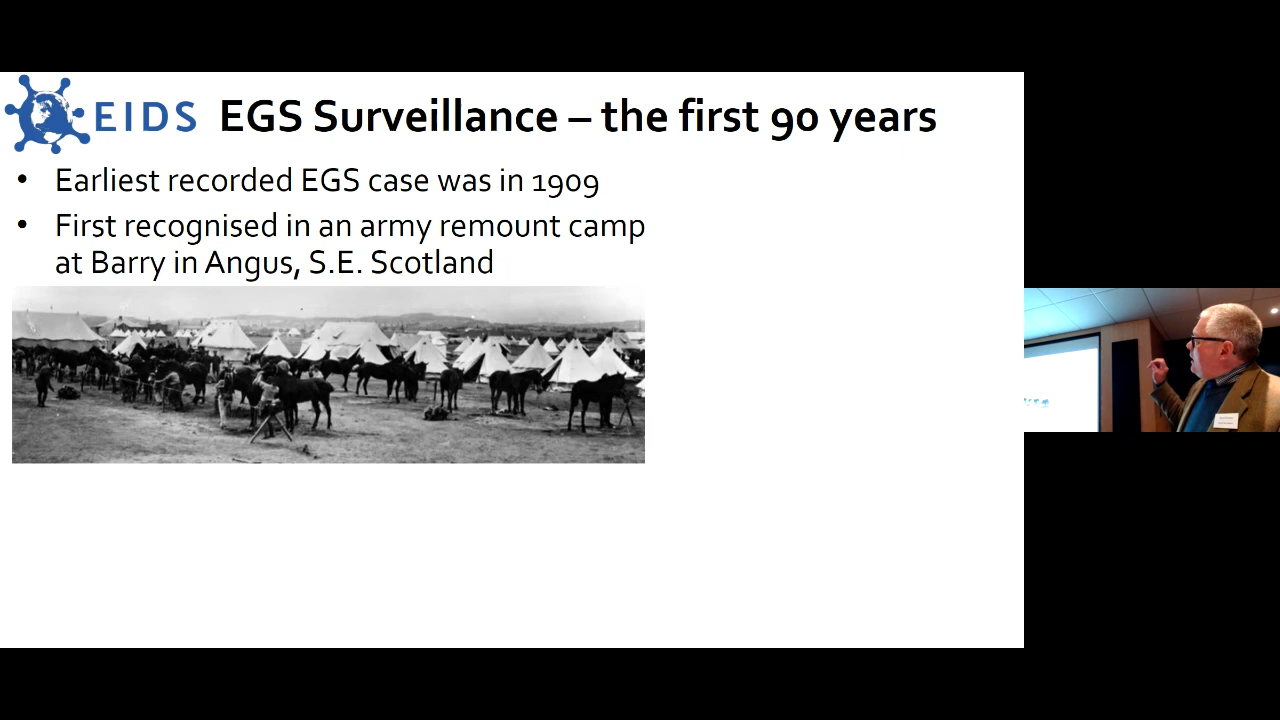 EIDS EGS Surveillance – the first 90 years
• Earliest recorded EGS case was in 1909
• First recognised in an army remount camp
at Barry in Angus, S.E. Scotland